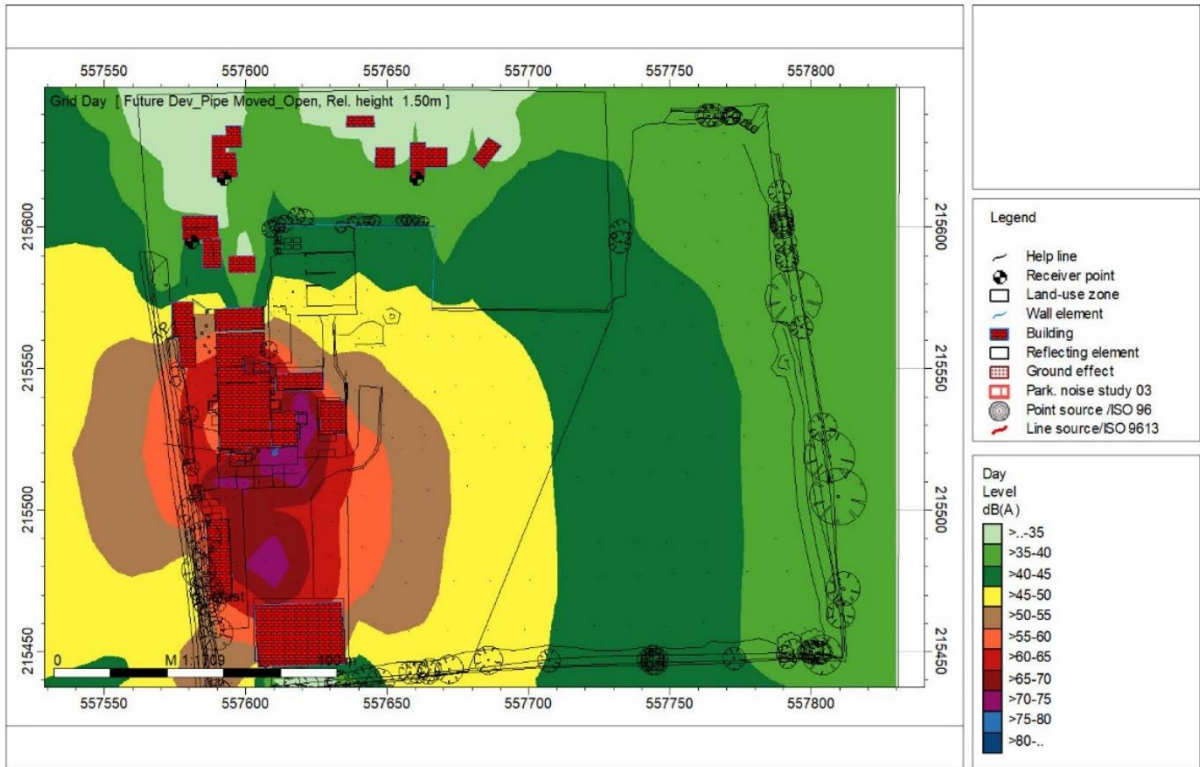 557550 557600 557650 557700 557750 557800
Grid Day [ Future Dev_Pipe Moved_Open, Rel. height 1.50m ]
215600
215600
215550
215550
215500
215500
215450
215450
0
557550 557600 557650 557700 557750 557800
Legend
Help line
Receiver point
Land-use zone
Wall element
Building
Reflecting element
Ground effect
Park. noise study 03
Point source /ISO 96
Line source/ISO 9613
Day
Level
dB(A)
>..-35
>35-40
>40-45
>45-50
>50-55
>55-60
>60-65
>65-70
>70-75
>75-80
>80-..